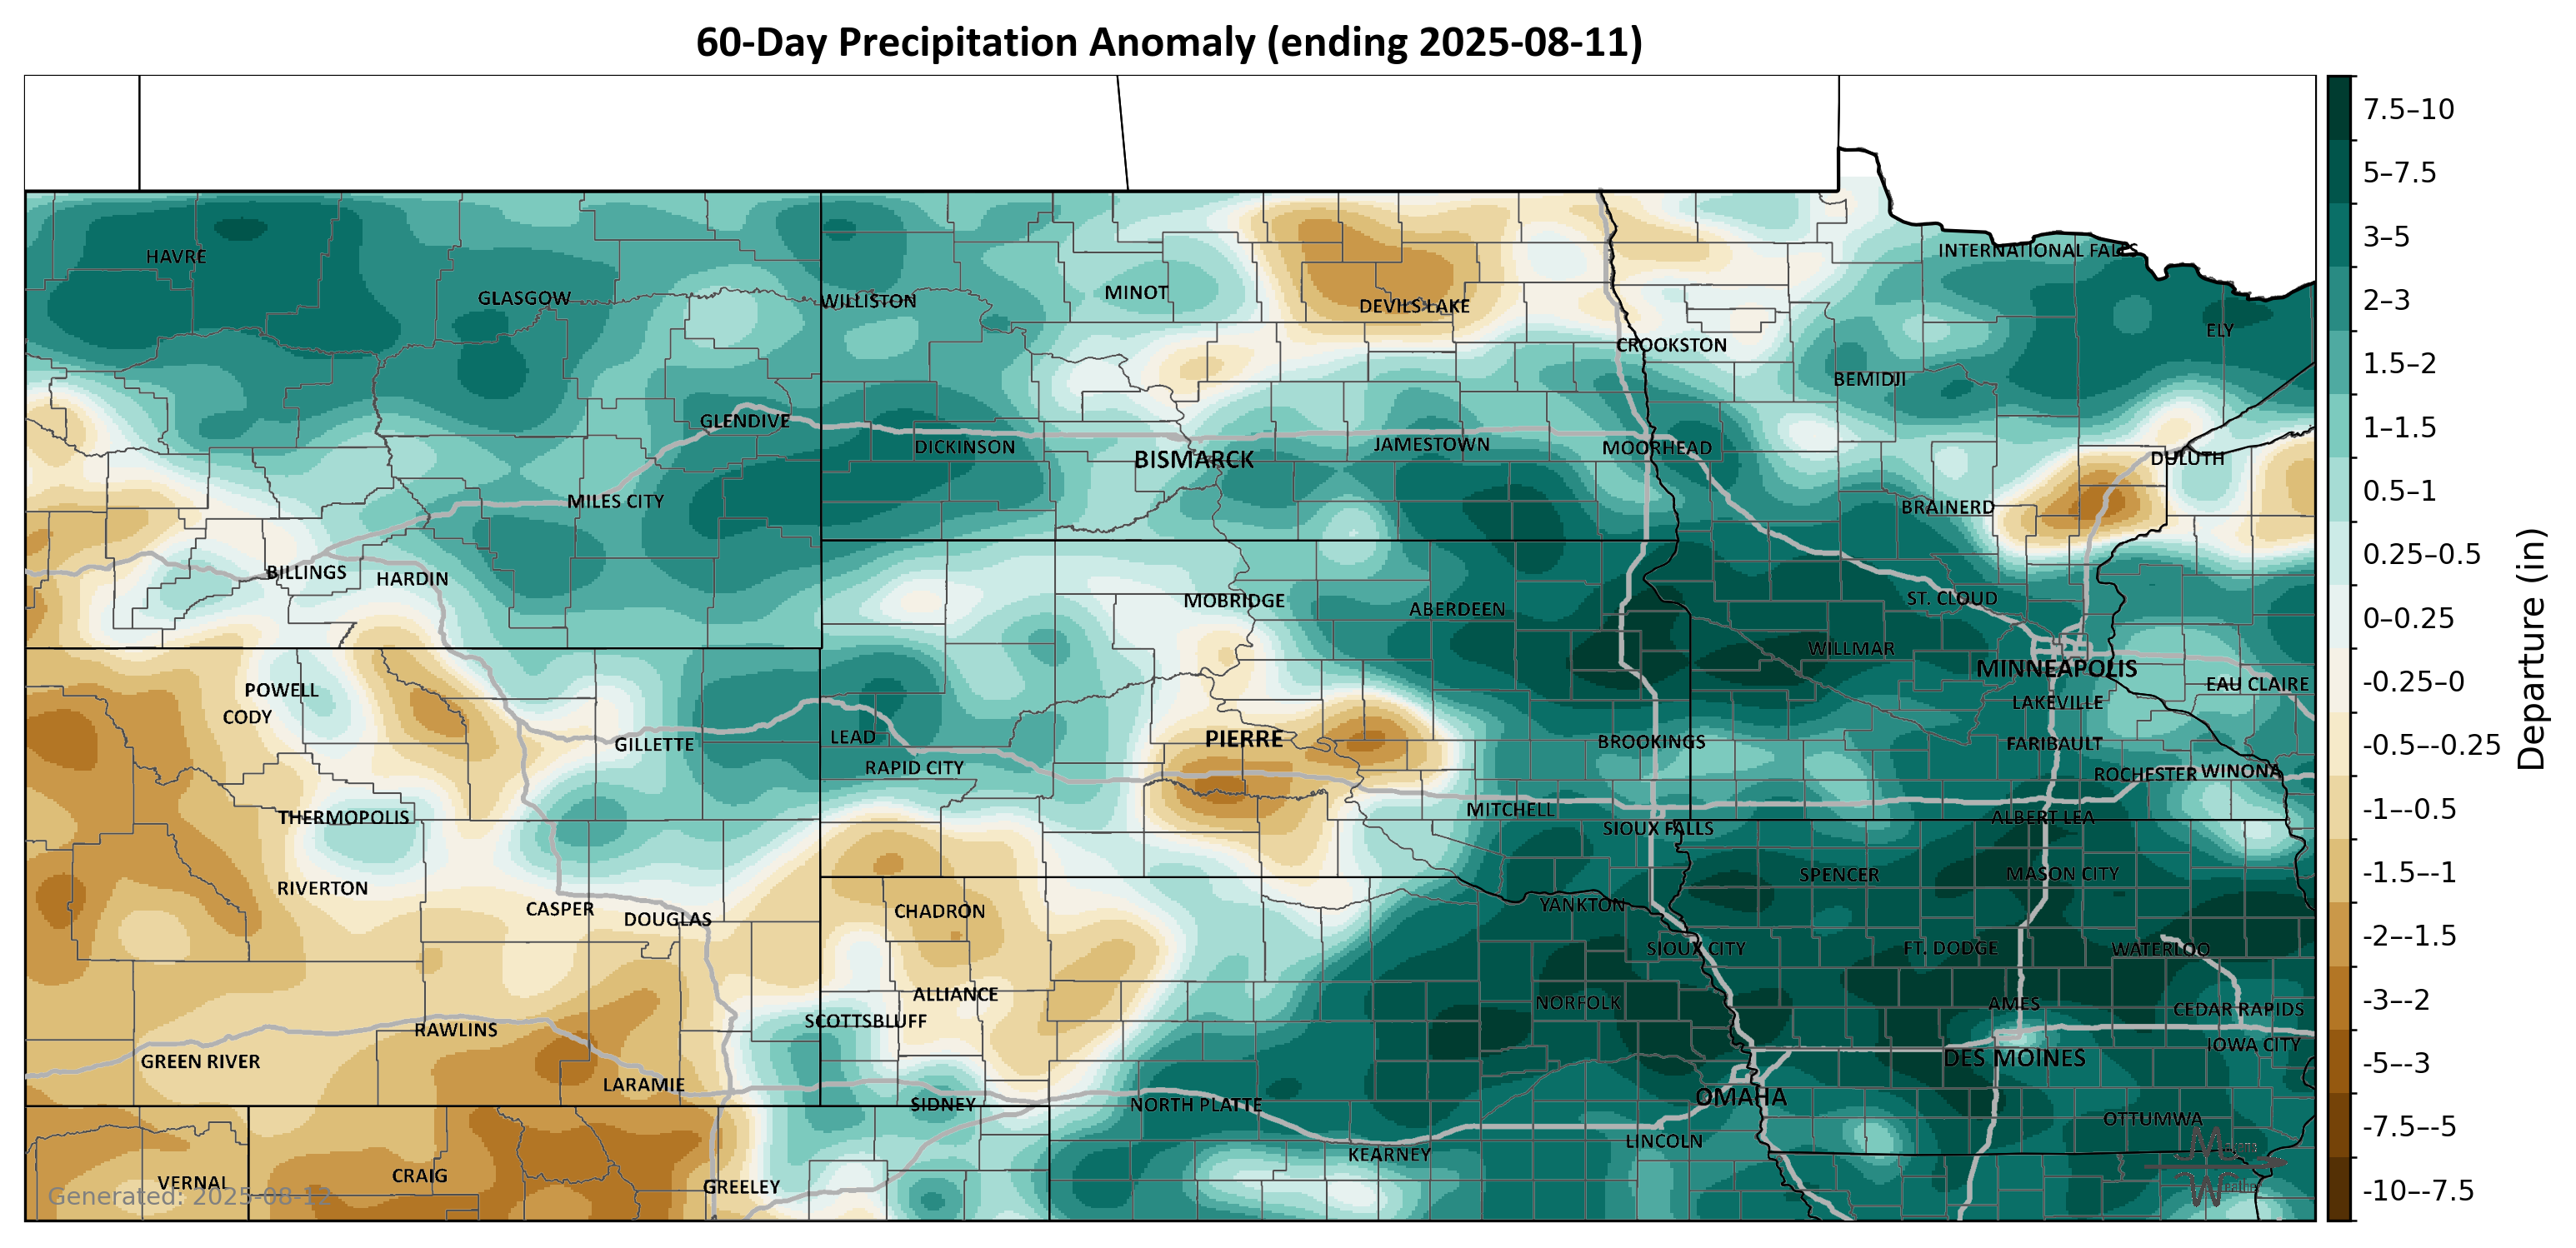 60-Day Precipitation Anomaly (ending 2025-08-11)
7.5–10
5–7.5
3–5
2–3
1.5–2
1–1.5
0.5–1
0.25–0.5
0–0.25
-0.25–0
-0.5–-0.25
-1–-0.5
-1.5–-1
-2–-1.5
-3–-2
-5–-3
-7.5–-5
-10–-7.5
Departure (in)
INTERNATIONAL FALLS
HAVRE
GLASGOW
WILLISTON
MINOT
DEVILS LAKE
ELY
CROOKSTON
BEMIDJI
GLENDIVE
DICKINSON
BISMARCK
JAMESTOWN
MOORHEAD
DULUTH
MILES CITY
BRAINERD
BILLINGS
HARDIN
MOBRIDGE
ABERDEEN
ST. CLOUD
WILLMAR
MINNEAPOLIS
POWELL
EAU CLAIRE
CODY
LAKEVILLE
GILLETTE
LEAD
PIERRE
BROOKINGS
FARIBAULT
RAPID CITY
ROCHESTER
WINONA
THERMOPOLIS
MITCHELL
ALBERT LEA
SIOUX FALLS
RIVERTON
SPENCER
MASON CITY
CASPER
DOUGLAS
CHADRON
YANKTON
SIOUX CITY
FT. DODGE
WATERLOO
ALLIANCE
NORFOLK
AMES
CEDAR RAPIDS
SCOTTSBLUFF
RAWLINS
IOWA CITY
GREEN RIVER
DES MOINES
LARAMIE
SIDNEY
NORTH PLATTE
OMAHA
OTTUMWA
LINCOLN
KEARNEY
VERNAL
CRAIG
GREELEY
Generated: 2025-08-12